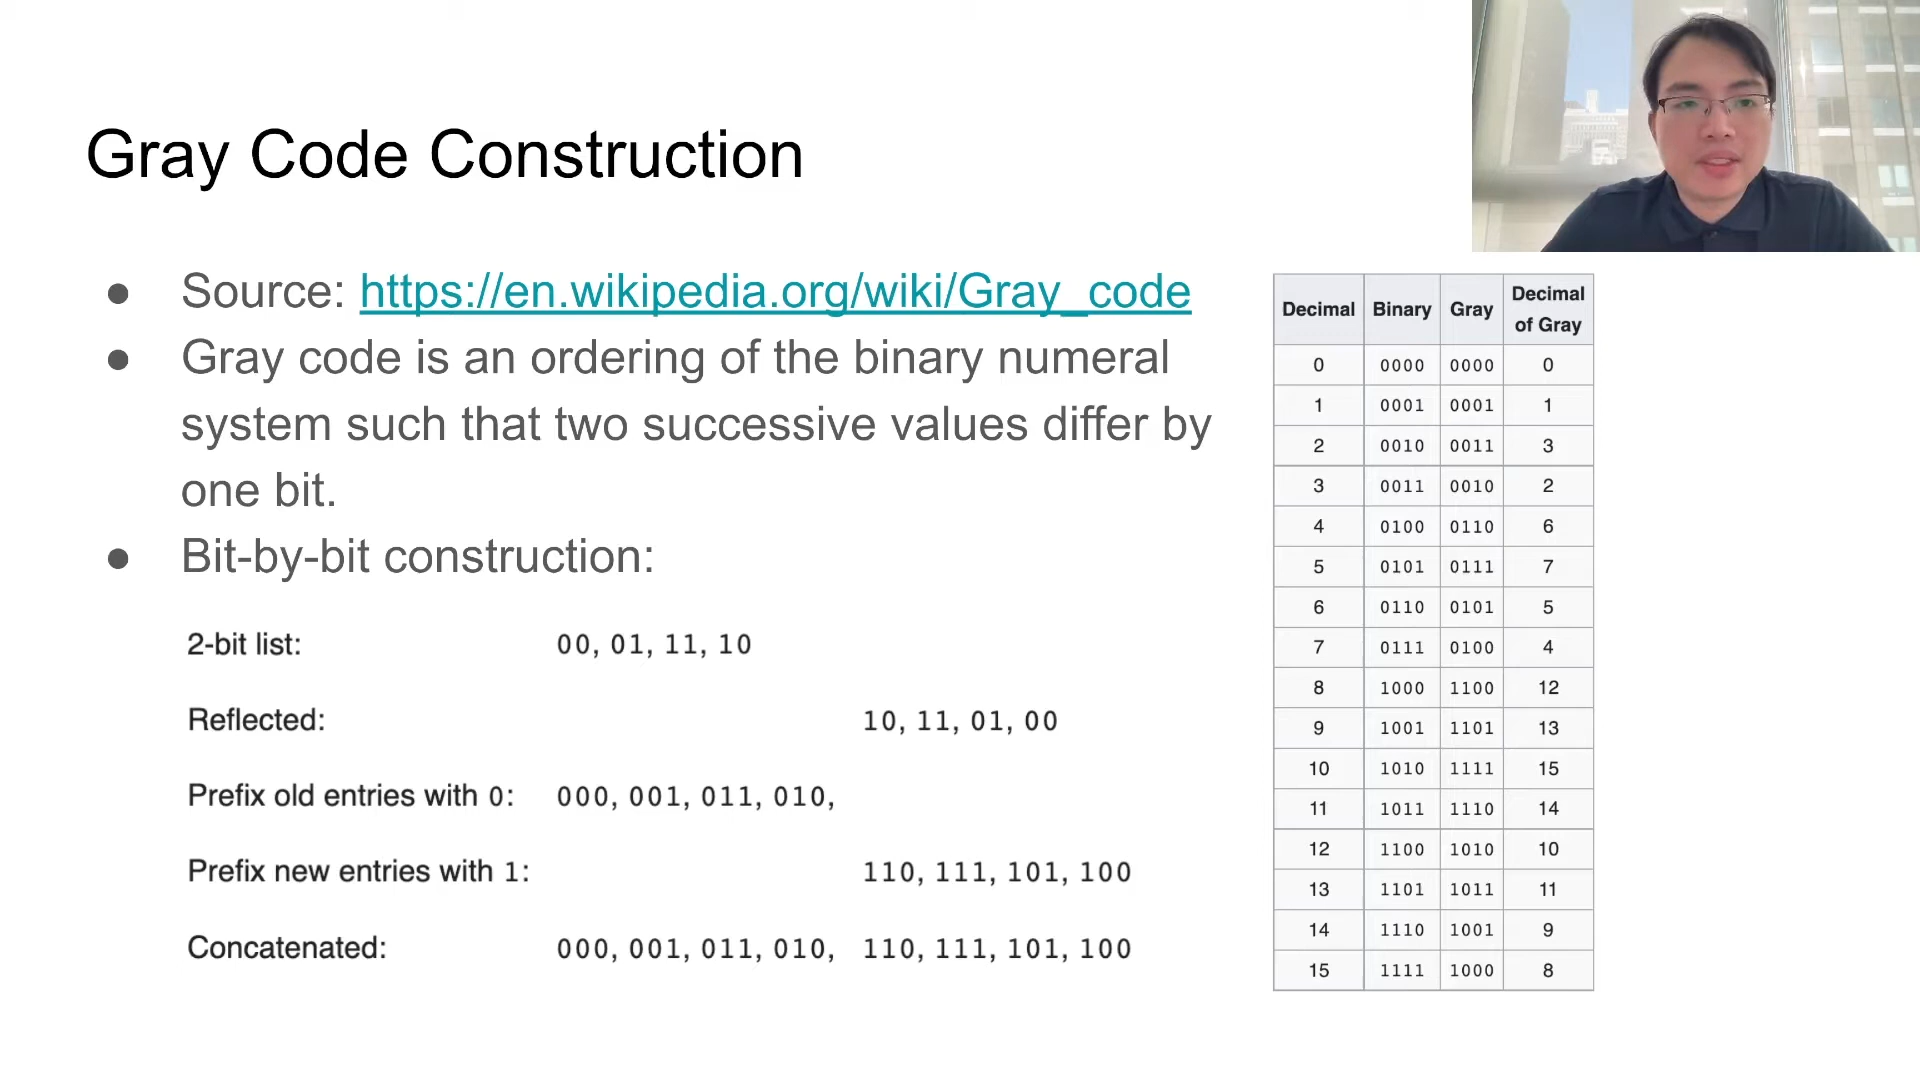 Gray Code Construction
● Source: https://en.wikipedia.org/wiki/Gray_code
● Gray code is an ordering of the binary numeral
system such that two successive values differ by
one bit.
● Bit-by-bit construction:
2-bit list: 00, 01, 11, 10
Reflected: 10, 11, 01, 00
Prefix old entries with 0: 000, 001, 011, 010,
Prefix new entries with 1: 110, 111, 101, 100
Concatenated: 000, 001, 011, 010, 110, 111, 101, 100
Decimal Binary Gray Decimal of Gray
0 0000 0000 0
1 0001 0001 1
2 0010 0011 3
3 0011 0010 2
4 0100 0110 6
5 0101 0111 7
6 0110 0101 5
7 0111 0100 4
8 1000 1100 12
9 1001 1101 13
10 1010 1111 15
11 1011 1110 14
12 1100 1010 10
13 1101 1011 11
14 1110 1001 9
15 1111 1000 8